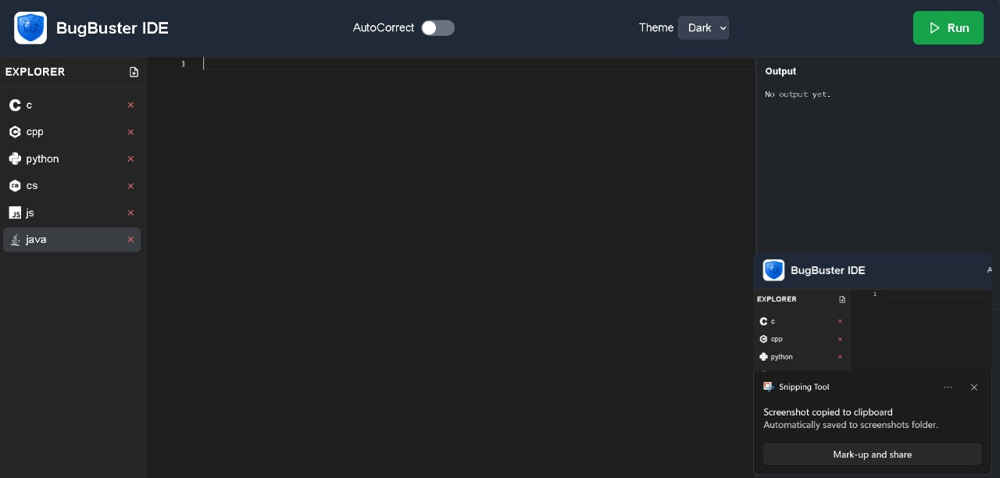 BugBuster IDE
AutoCorrect
Theme
Dark
Run
EXPLORER
C c
cpp
python
C# cs
JS js
java
1
Output
No output yet.
BugBuster IDE
A
EXPLORER
1
C c
cpp
python
Snipping Tool
Screenshot copied to clipboard
Automatically saved to screenshots folder.
Mark-up and share